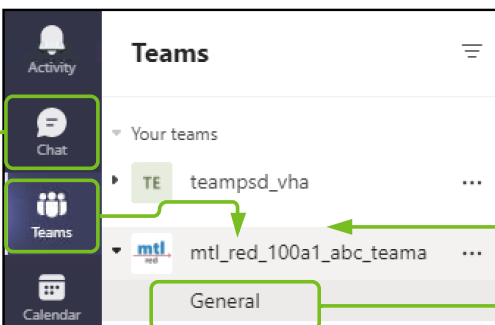 Activity
Teams
Chat
Your teams
TE teampsd_vha
Teams
mtl red mtl_red_100a1_abc_teama
General
Calendar